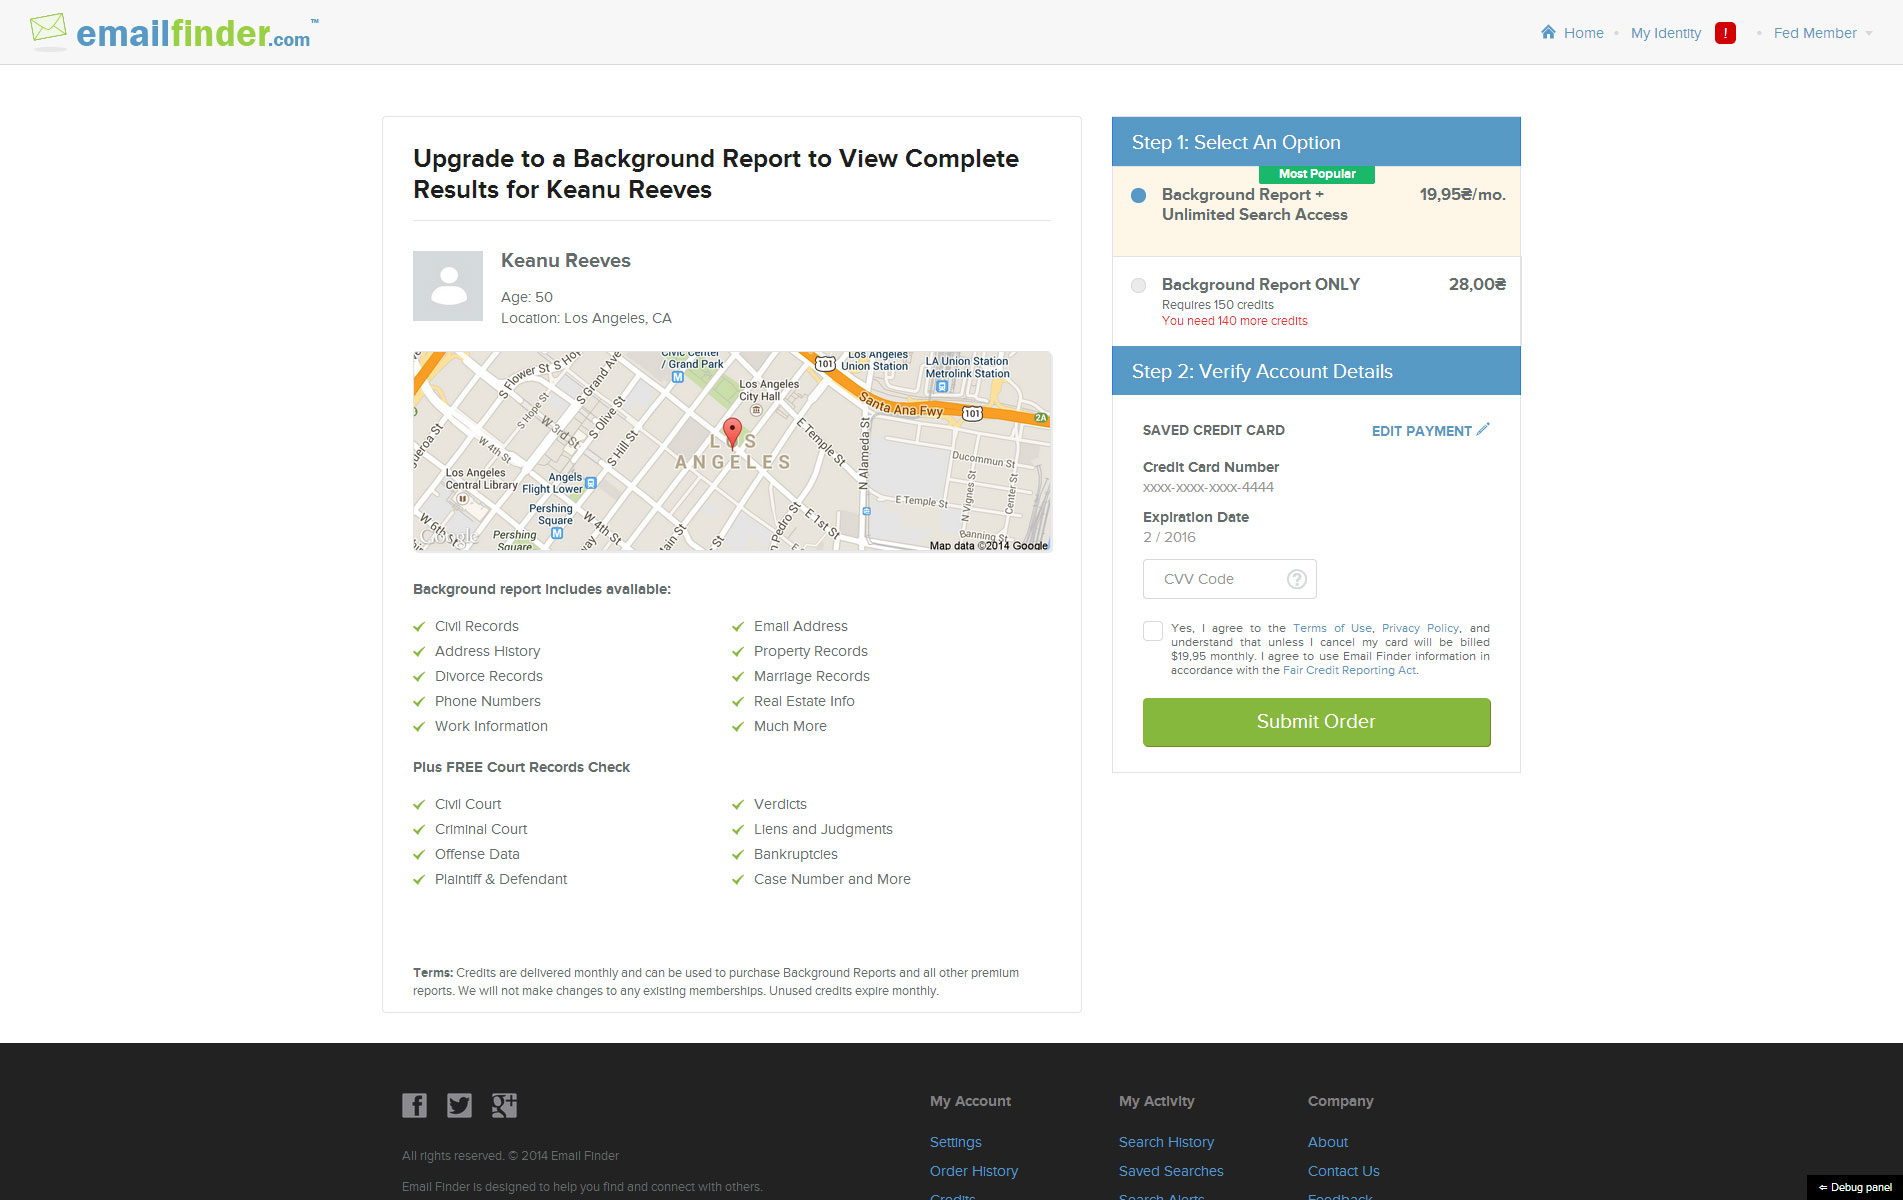 emailfinder.com™
Home • My Identity ! • Fed Member
Upgrade to a Background Report to View Complete
Results for Keanu Reeves
Keanu Reeves
Age: 50
Location: Los Angeles, CA
Flower St
S Hope St
S Grand Ave
S Olive St
W 3rd St
S Hill St
W 4th St
/ Grand Park
M
Los Angeles
City Hall
101
Los Angeles
Union Station
LA Union Station
Metrolink Station
Santa Ana Fwy
101
2A
LOS
ANGELES
E Temple St
N Alameda St
Ducommun St
E Temple St
N Vignes St
Center St
Banning St
Los Angeles
Central Library
Angels
Flight Lower
Pershing
Square
M
Pershing
Square
W 6th St
W 4th St
E 1st St
Google
Map data ©2014 Google
Background report includes available:
Civil Records
Address History
Divorce Records
Phone Numbers
Work Information
Email Address
Property Records
Marriage Records
Real Estate Info
Much More
Plus FREE Court Records Check
Civil Court
Criminal Court
Offense Data
Plaintiff & Defendant
Verdicts
Liens and Judgments
Bankruptcies
Case Number and More
Terms: Credits are delivered monthly and can be used to purchase Background Reports and all other premium
reports. We will not make changes to any existing memberships. Unused credits expire monthly.
Step 1: Select An Option
Most Popular
Background Report + 19,95₴/mo.
Unlimited Search Access
Background Report ONLY 28,00₴
Requires 150 credits
You need 140 more credits
Step 2: Verify Account Details
SAVED CREDIT CARD EDIT PAYMENT
Credit Card Number
xxxx-xxxx-xxxx-4444
Expiration Date
2 / 2016
CVV Code ?
Yes, I agree to the Terms of Use, Privacy Policy, and
understand that unless I cancel my card will be billed
$19,95 monthly. I agree to use Email Finder information in
accordance with the Fair Credit Reporting Act.
Submit Order
All rights reserved. © 2014 Email Finder
Email Finder is designed to help you find and connect with others.
My Account
Settings
Order History
Credits
My Activity
Search History
Saved Searches
Search Alerts
Company
About
Contact Us
Feedback
⇐ Debug panel